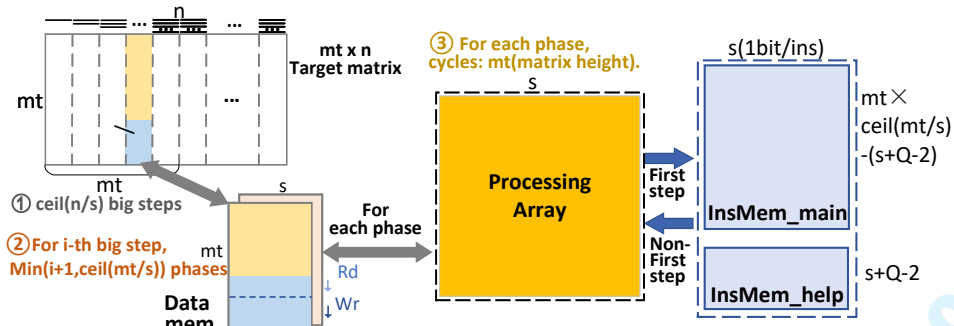 n
...
...
...
...
mt x n
Target matrix
mt
...
mt
① ceil(n/s) big steps
② For i-th big step,
Min(i+1,ceil(mt/s)) phases
s
mt
Rd
Wr
Data
mem
For
each phase
③ For each phase,
cycles: mt(matrix height).
s
Processing
Array
First
step
Non-
First
step
s(1bit/ins)
InsMem_main
mt×
ceil(mt/s)
-(s+Q-2)
InsMem_help
s+Q-2